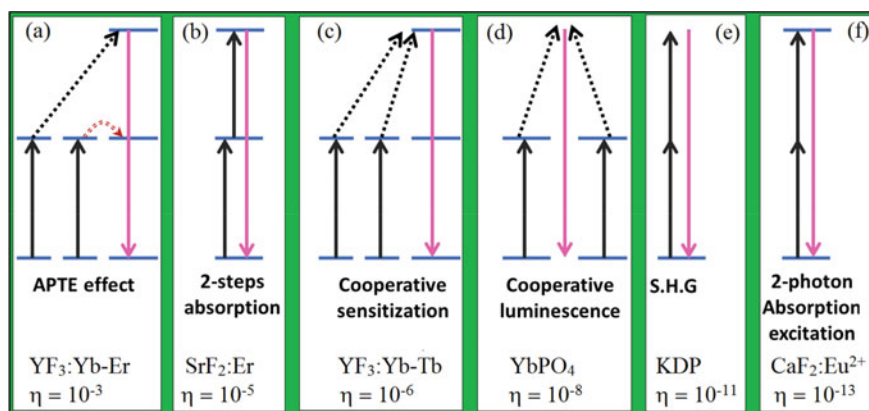 (a)
APTE effect
YF₃:Yb-Er
η = 10⁻³
(b)
2-steps
absorption
SrF₂:Er
η = 10⁻⁵
(c)
Cooperative
sensitization
YF₃:Yb-Tb
η = 10⁻⁶
(d)
Cooperative
luminescence
YbPO₄
η = 10⁻⁸
(e)
S.H.G
KDP
η = 10⁻¹¹
(f)
2-photon
Absorption
excitation
CaF₂:Eu²⁺
η = 10⁻¹³